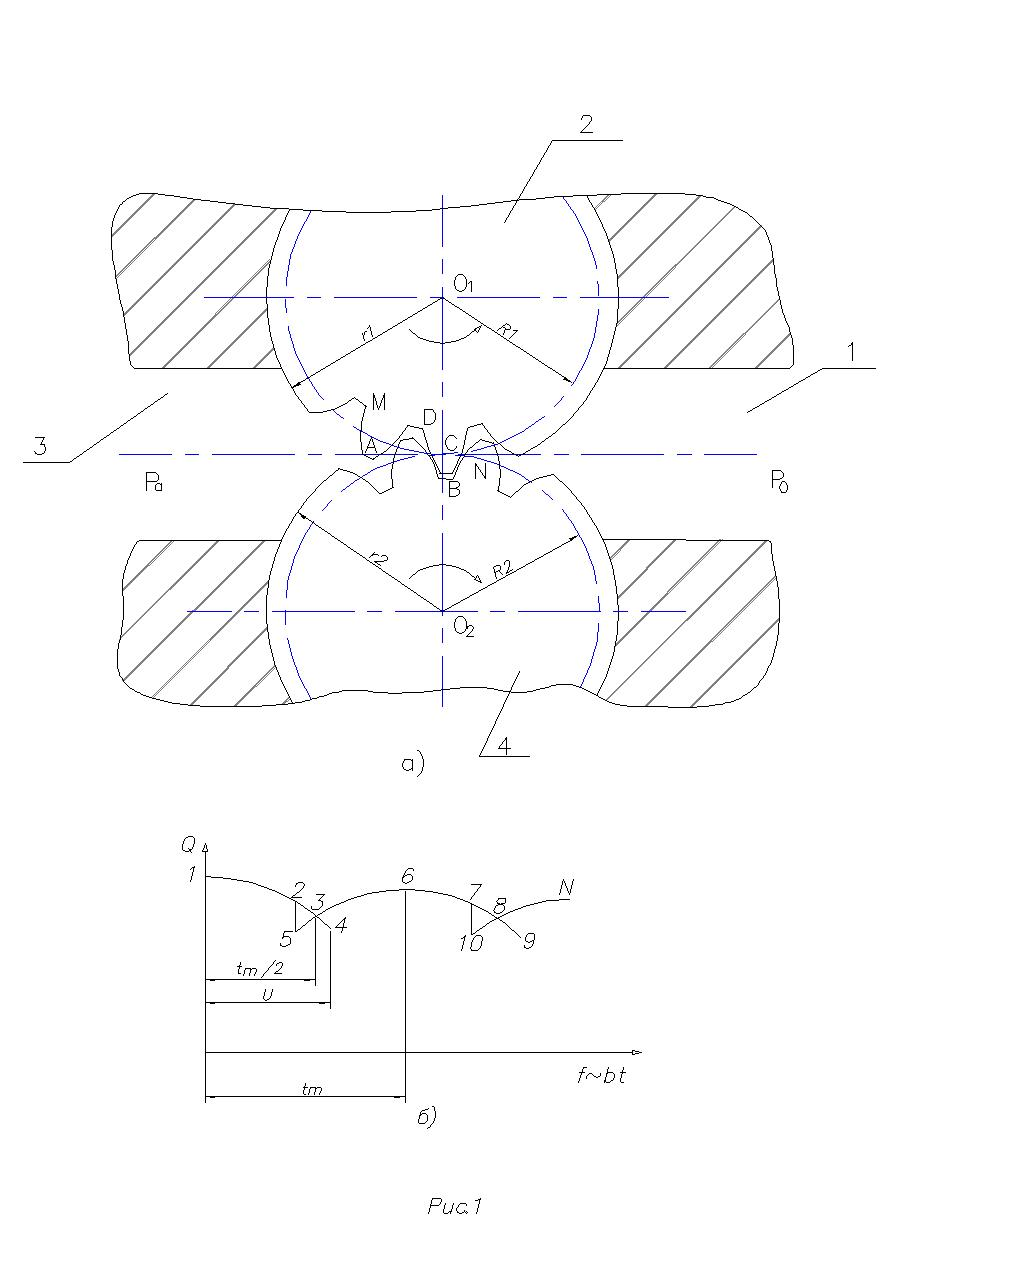 2
O1
r1
R1
1
M
D
3
A
C
N
Pa
B
P0
r2
R2
O2
4
а)
Q
1
2
3
4
5
6
7
8
9
10
N
tm/2
U
f~bt
tm
б)
Рис.1